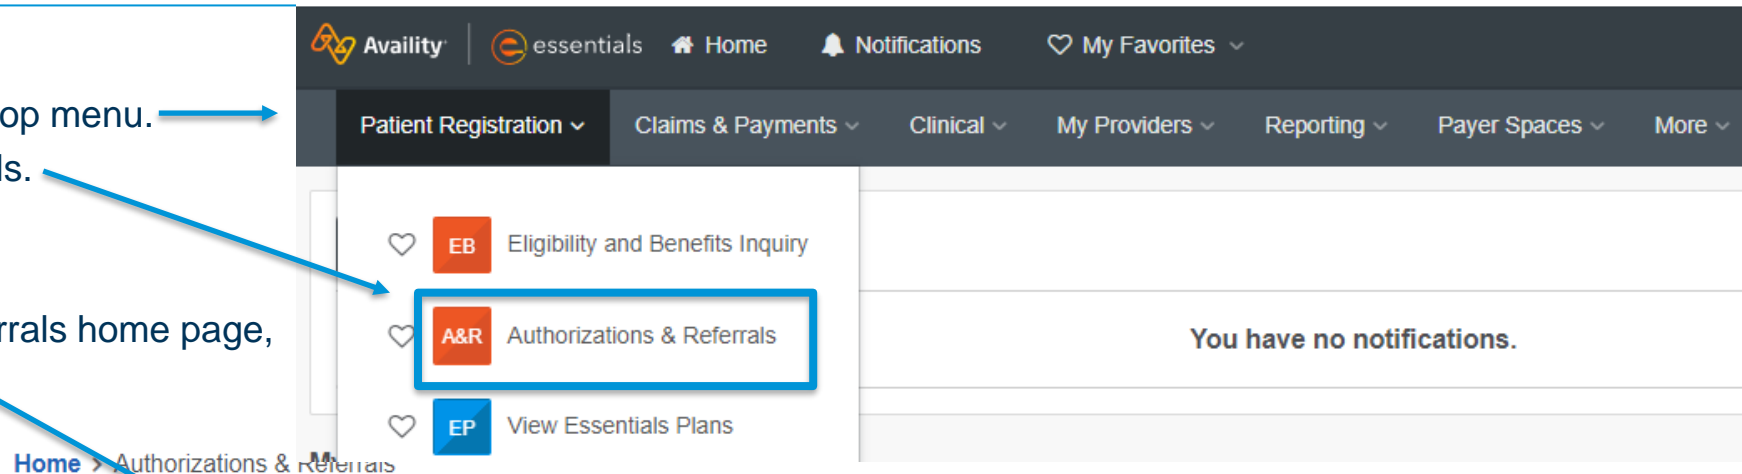 Availity essentials Home Notifications My Favorites
op menu.
Patient Registration Claims & Payments Clinical My Providers Reporting Payer Spaces More
ls.
EB Eligibility and Benefits Inquiry
rrals home page,
A&R Authorizations & Referrals
You have no notifications.
EP View Essentials Plans
Home > Authorizations & Referrals